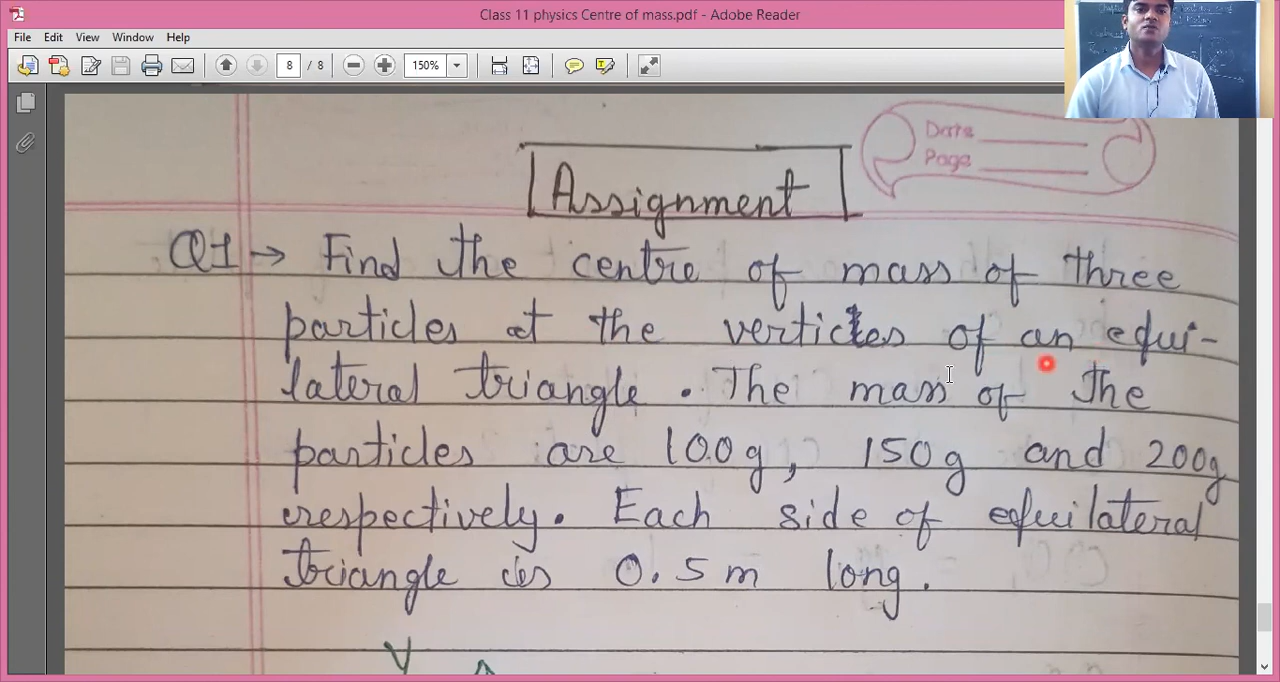 Class 11 physics Centre of mass.pdf - Adobe Reader
File Edit View Window Help
8 / 8 150%
Date
Page
Assignment
Q1→ Find the centre of mass of three
particles at the verticles of an equi-
lateral triangle. The mass of the
particles are 100g, 150g and 200g
respectively. Each side of equilateral
triangle is 0.5m long.
Y